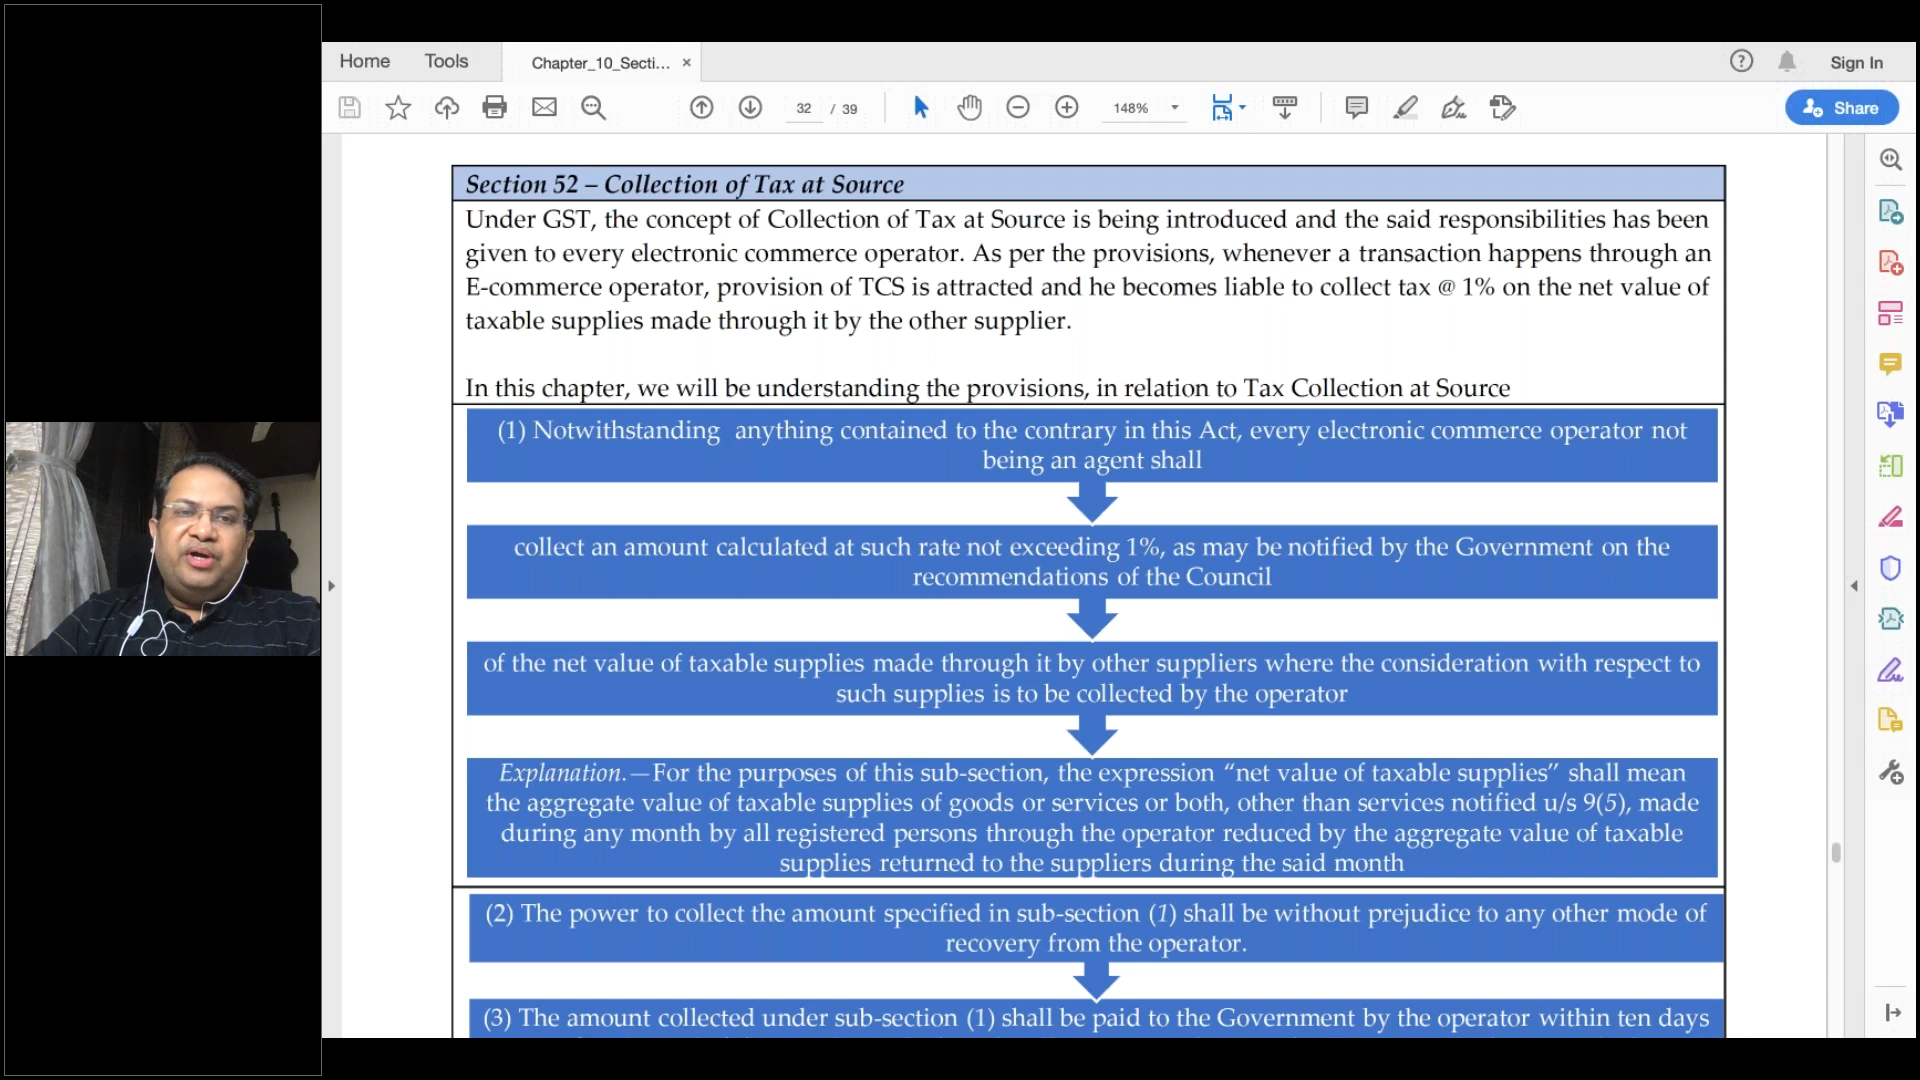 Home Tools Chapter_10_Secti... × Sign In
32 / 39 148% Share
Section 52 – Collection of Tax at Source
Under GST, the concept of Collection of Tax at Source is being introduced and the said responsibilities has been
given to every electronic commerce operator. As per the provisions, whenever a transaction happens through an
E-commerce operator, provision of TCS is attracted and he becomes liable to collect tax @ 1% on the net value of
taxable supplies made through it by the other supplier.
In this chapter, we will be understanding the provisions, in relation to Tax Collection at Source
(1) Notwithstanding anything contained to the contrary in this Act, every electronic commerce operator not
being an agent shall
collect an amount calculated at such rate not exceeding 1%, as may be notified by the Government on the
recommendations of the Council
of the net value of taxable supplies made through it by other suppliers where the consideration with respect to
such supplies is to be collected by the operator
Explanation.—For the purposes of this sub-section, the expression “net value of taxable supplies” shall mean
the aggregate value of taxable supplies of goods or services or both, other than services notified u/s 9(5), made
during any month by all registered persons through the operator reduced by the aggregate value of taxable
supplies returned to the suppliers during the said month
(2) The power to collect the amount specified in sub-section (1) shall be without prejudice to any other mode of
recovery from the operator.
(3) The amount collected under sub-section (1) shall be paid to the Government by the operator within ten days